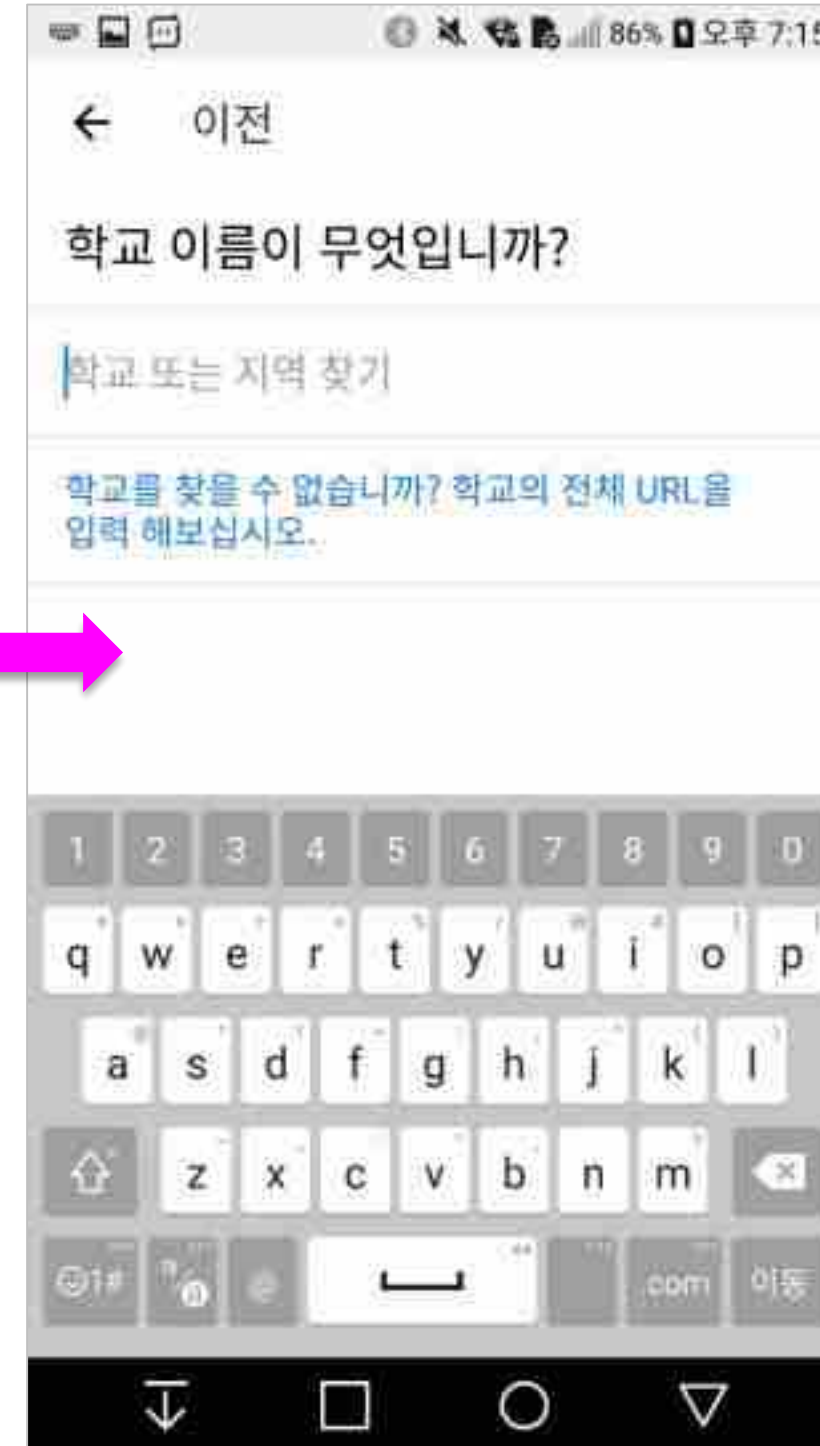 86% 오후 7:15
이전
학교 이름이 무엇입니까?
학교 또는 지역 찾기
학교를 찾을 수 없습니까? 학교의 전체 URL을
입력 해보십시오.
1 2 3 4 5 6 7 8 9 0
q w e r t y u i o p
a s d f g h j k l
z x c v b n m
1# @ .com 이동